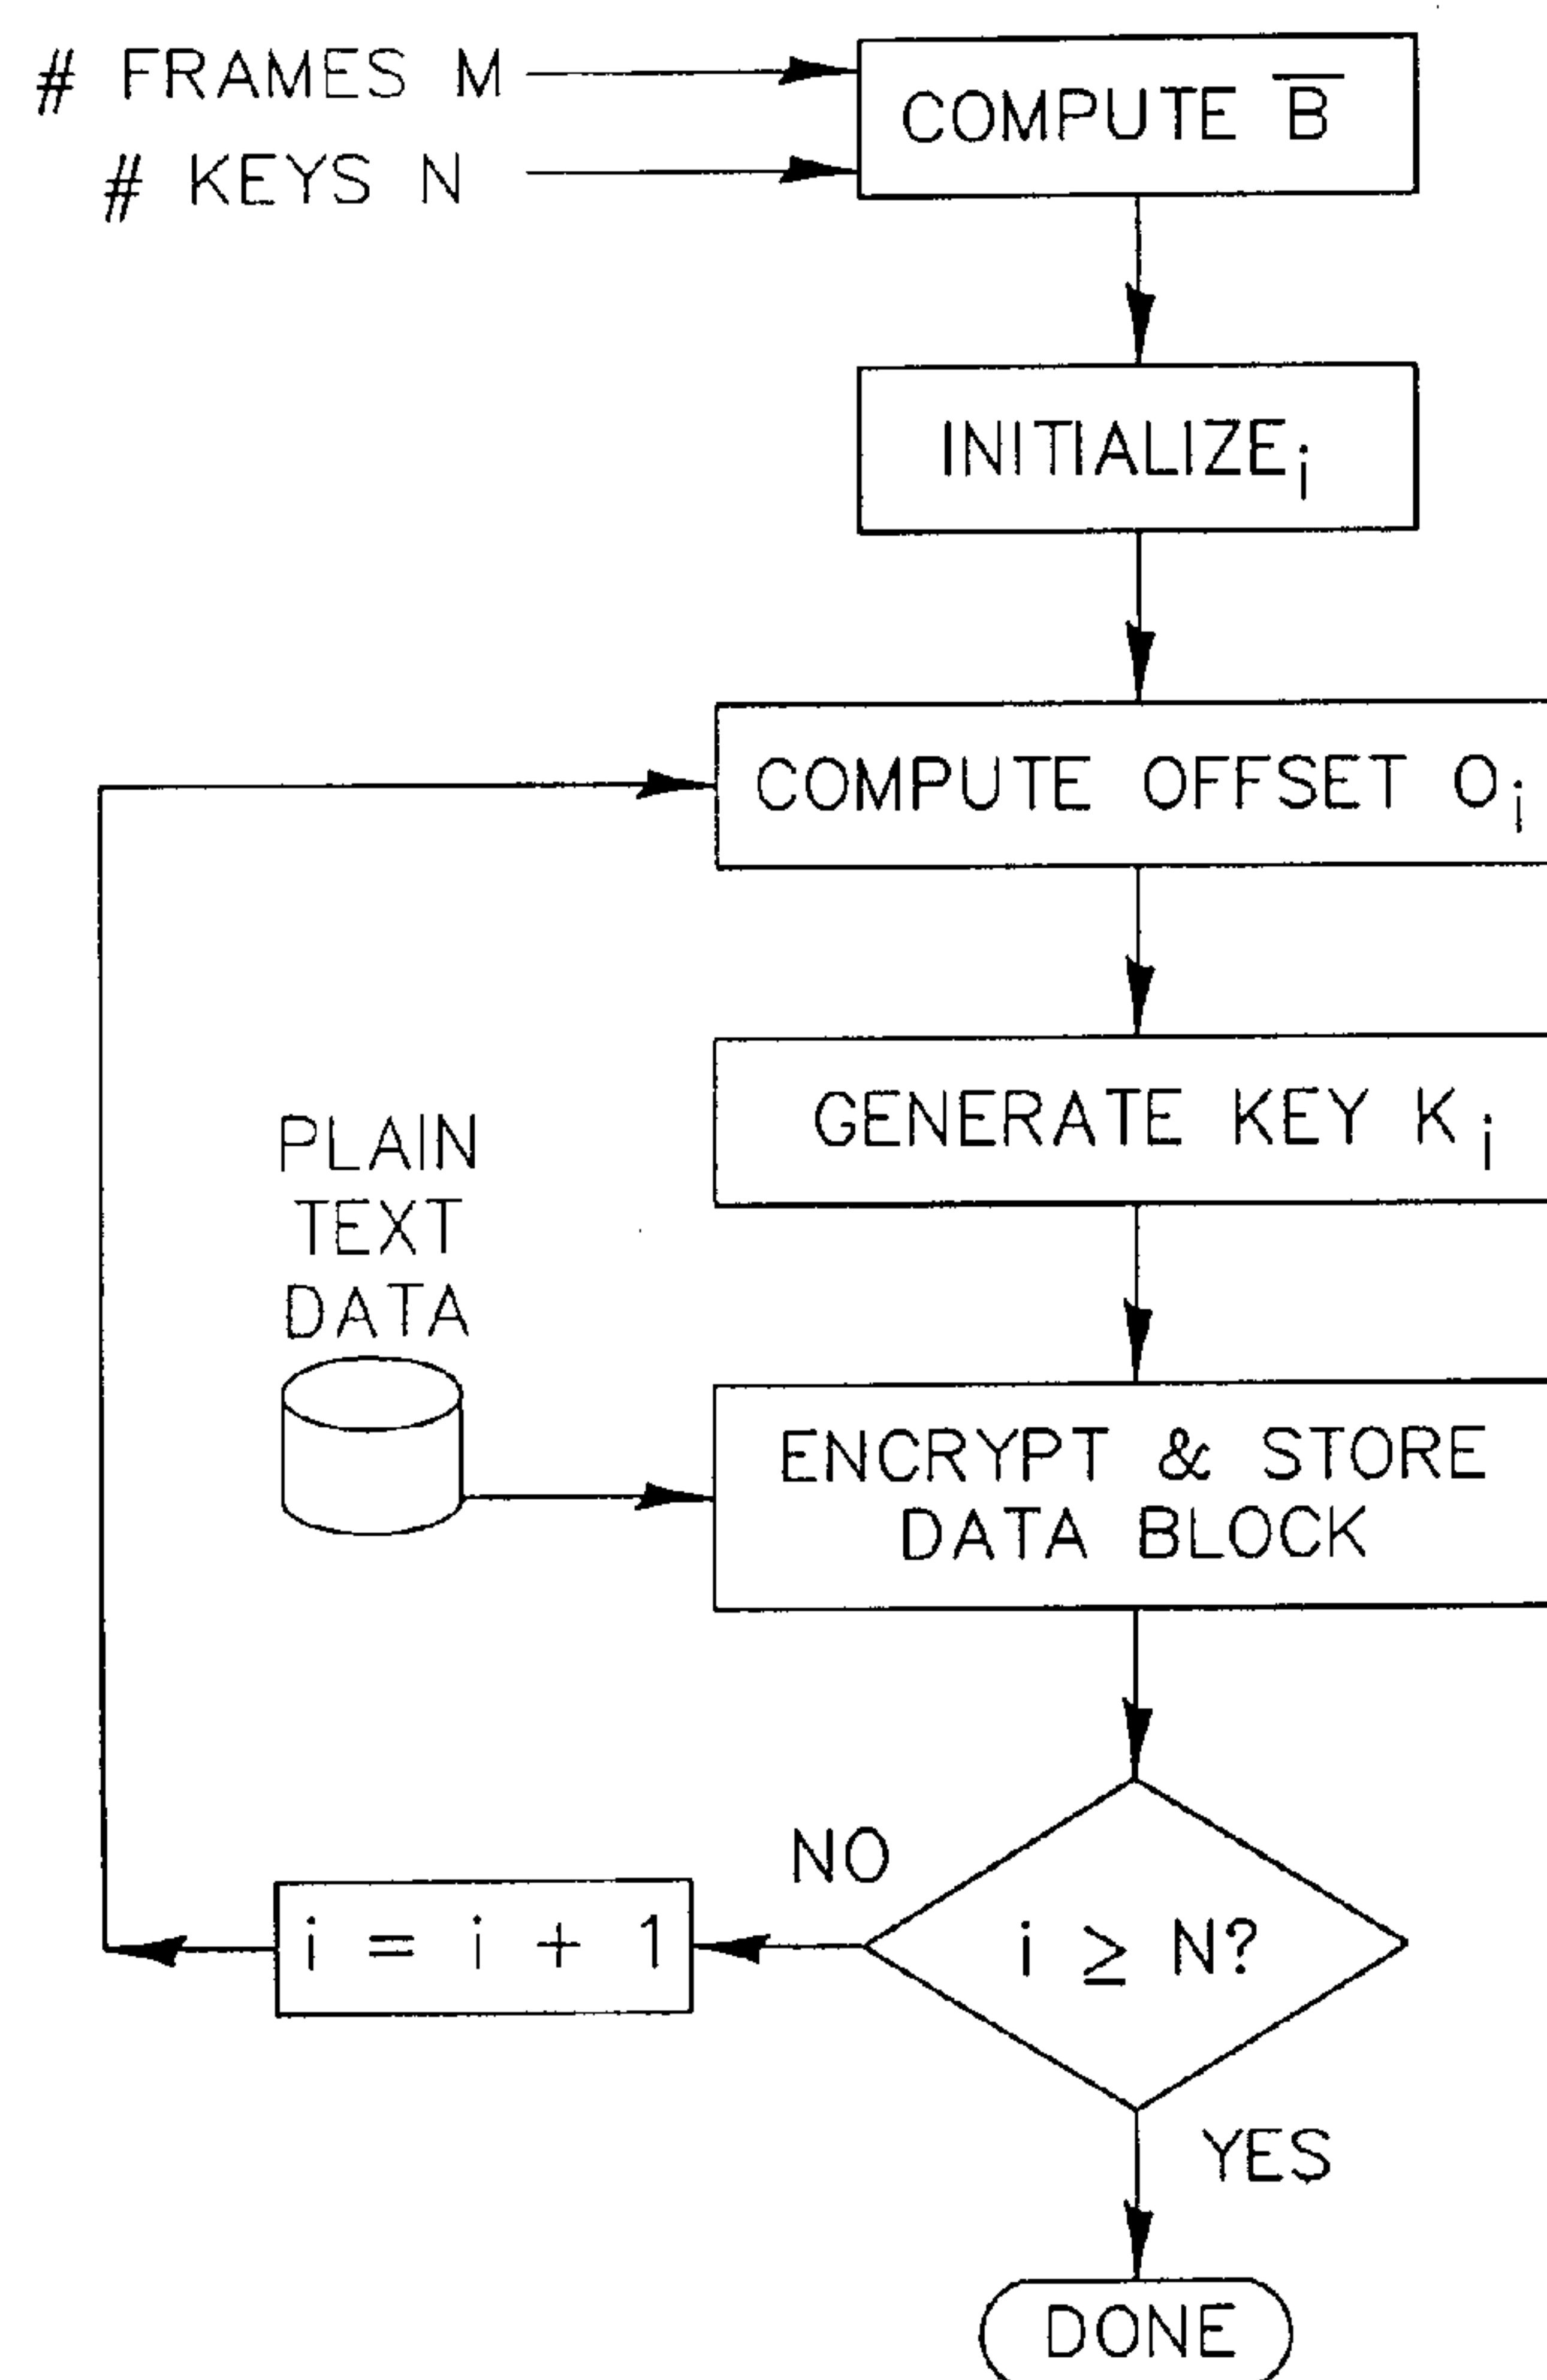 # FRAMES M
# KEYS N
COMPUTE B̅
INITIALIZEᵢ
COMPUTE OFFSET Oᵢ
GENERATE KEY Kᵢ
PLAIN
TEXT
DATA
ENCRYPT & STORE
DATA BLOCK
NO
i = i + 1
i ≥ N?
YES
DONE